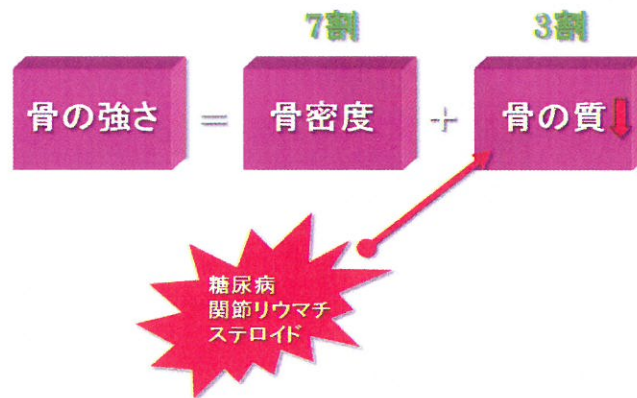 7割 3割
骨の強さ = 骨密度 + 骨の質
糖尿病
関節リウマチ
ステロイド